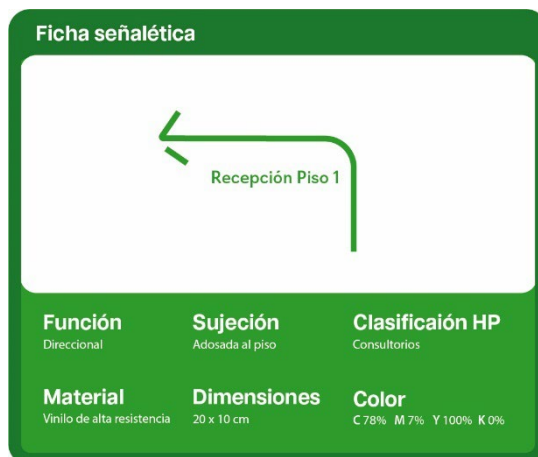 Ficha señalética
Recepción Piso 1
Función
Direccional
Sujeción
Adosada al piso
Clasificaión HP
Consultorios
Material
Vinilo de alta resistencia
Dimensiones
20 x 10 cm
Color
C 78% M 7% Y 100% K 0%